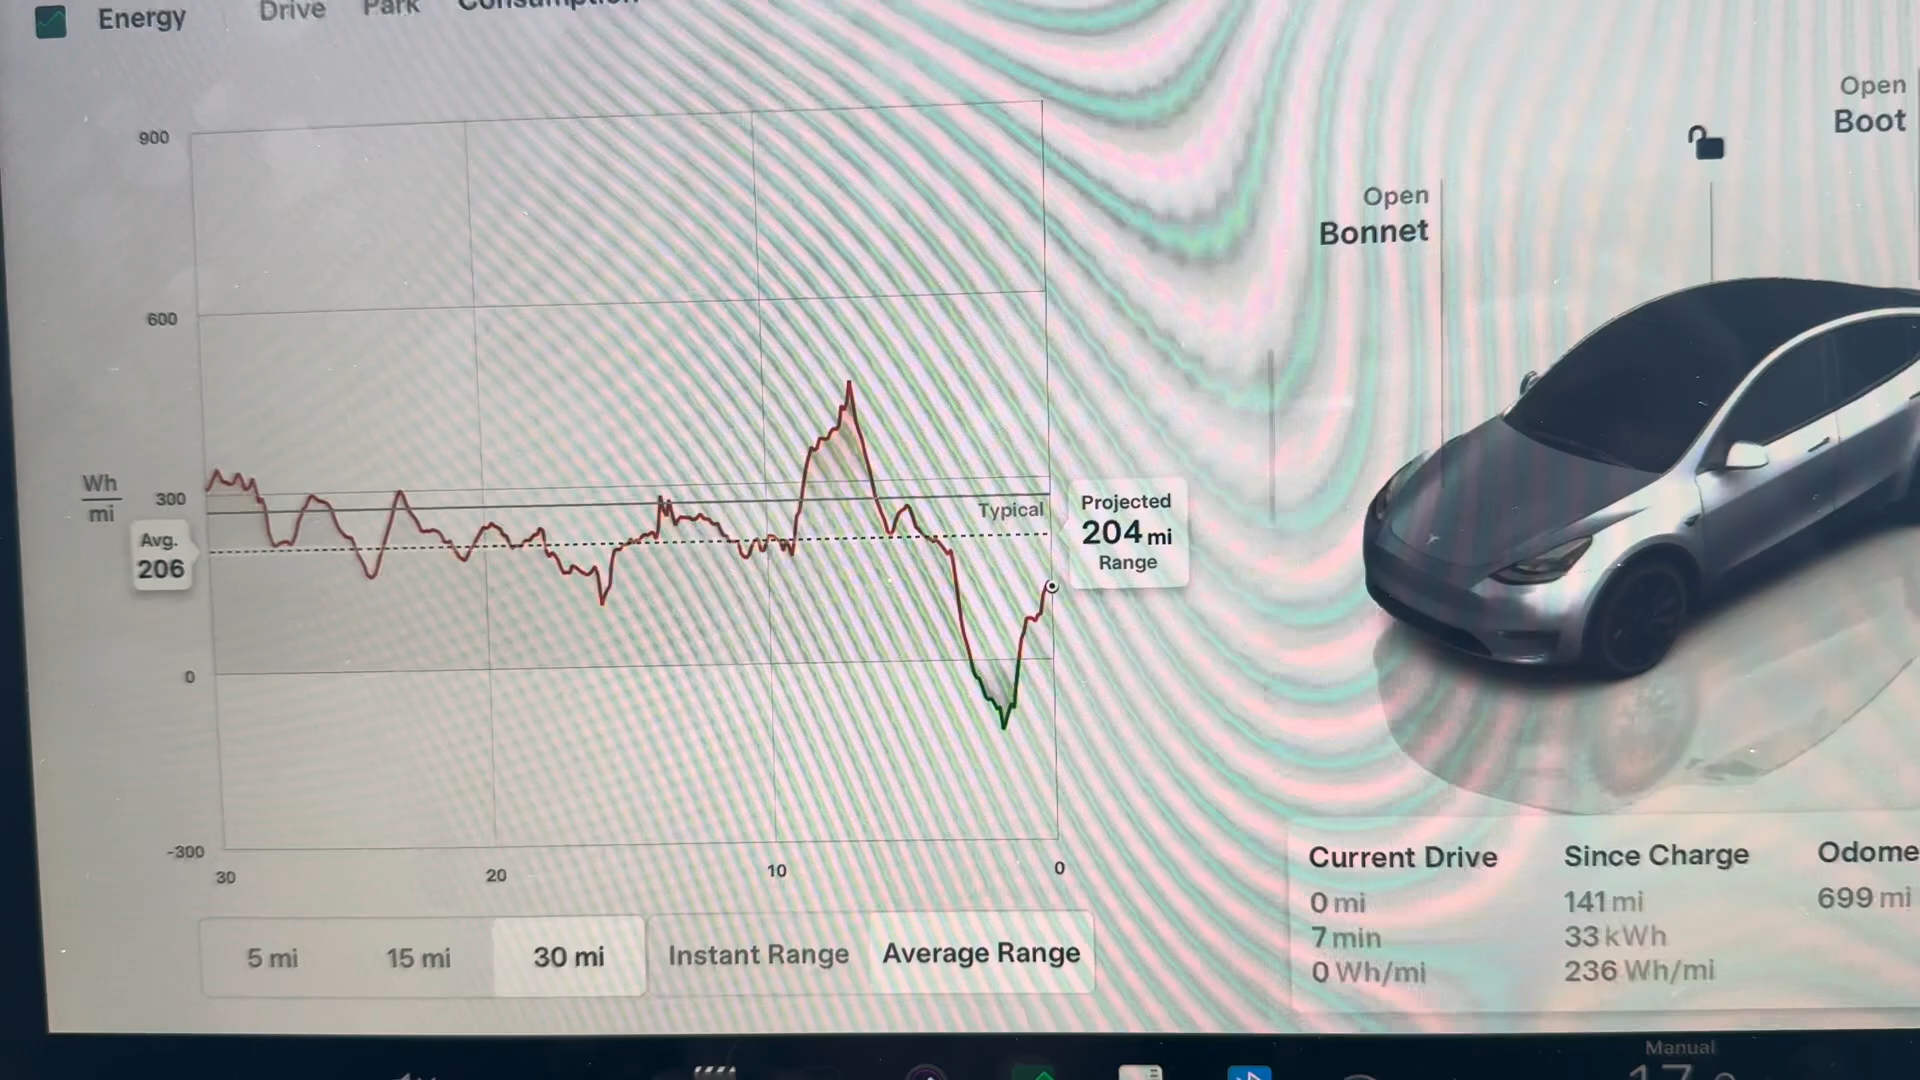 Energy
Drive Park Consumption
Open
Boot
Open
Bonnet
900
600
300
0
-300
Wh
mi
Avg.
206
Typical
Projected
204 mi
Range
30
20
10
0
5 mi
15 mi
30 mi
Instant Range
Average Range
Current Drive
0 mi
7 min
0 Wh/mi
Since Charge
141 mi
33 kWh
236 Wh/mi
Odome
699 mi
Manual